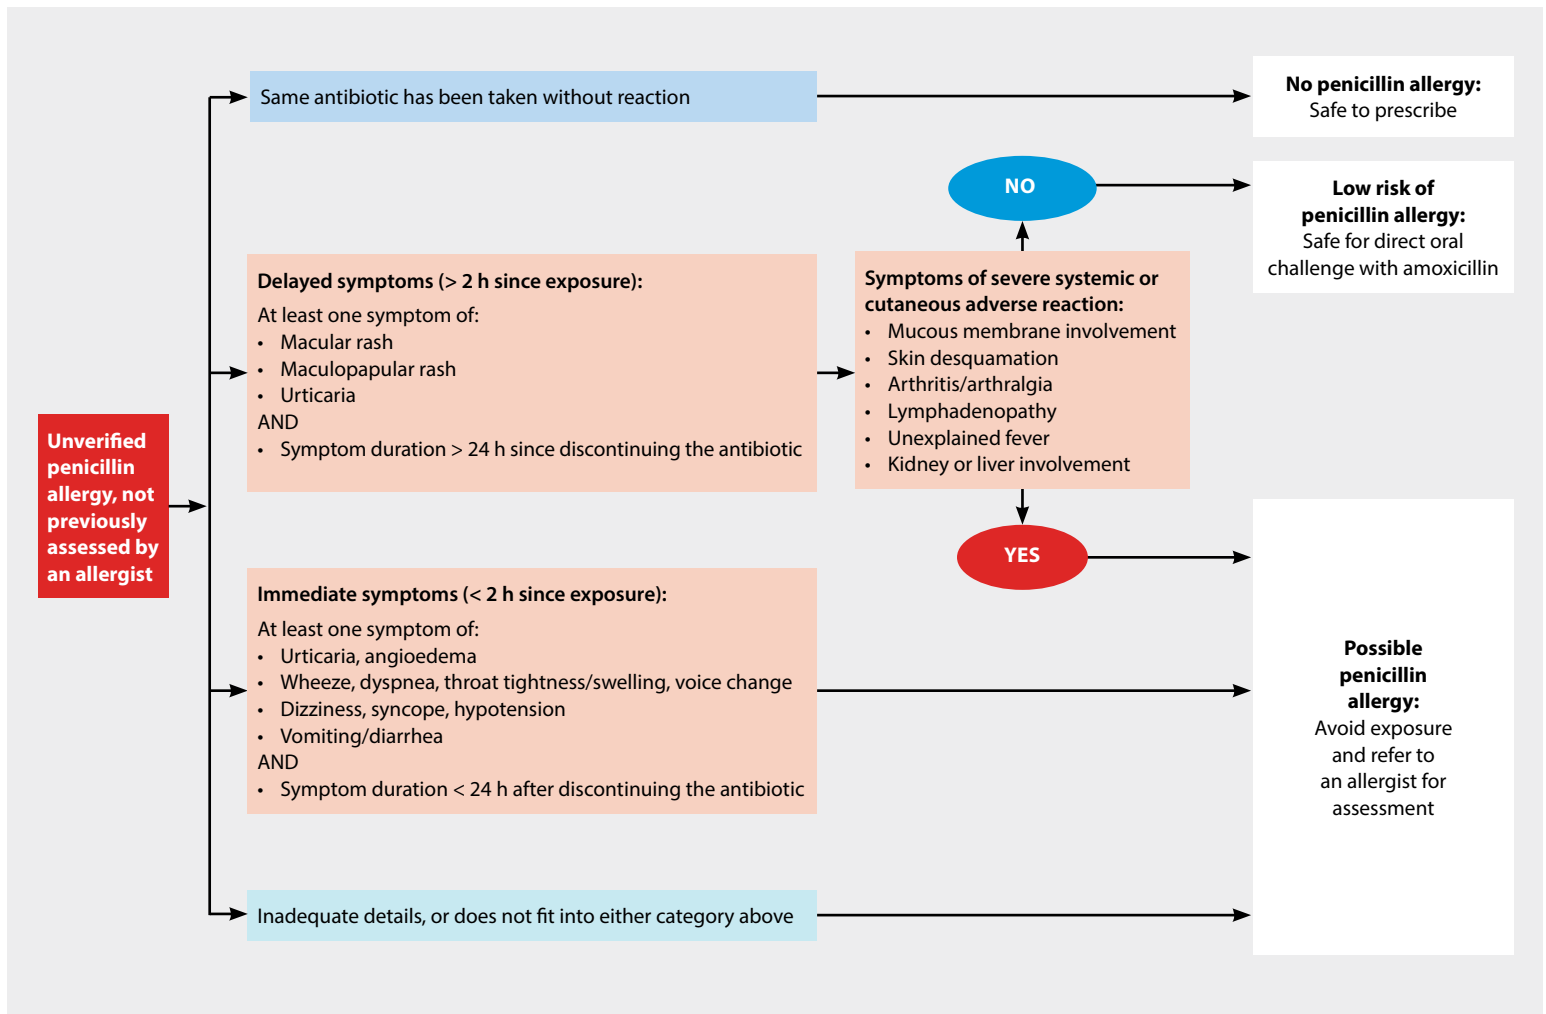 Unverified
penicillin
allergy, not
previously
assessed by
an allergist
Same antibiotic has been taken without reaction
No penicillin allergy:
Safe to prescribe
Delayed symptoms (> 2 h since exposure):
At least one symptom of:
• Macular rash
• Maculopapular rash
• Urticaria
AND
• Symptom duration > 24 h since discontinuing the antibiotic
Symptoms of severe systemic or
cutaneous adverse reaction:
• Mucous membrane involvement
• Skin desquamation
• Arthritis/arthralgia
• Lymphadenopathy
• Unexplained fever
• Kidney or liver involvement
NO
Low risk of
penicillin allergy:
Safe for direct oral
challenge with amoxicillin
YES
Immediate symptoms (< 2 h since exposure):
At least one symptom of:
• Urticaria, angioedema
• Wheeze, dyspnea, throat tightness/swelling, voice change
• Dizziness, syncope, hypotension
• Vomiting/diarrhea
AND
• Symptom duration < 24 h after discontinuing the antibiotic
Inadequate details, or does not fit into either category above
Possible
penicillin
allergy:
Avoid exposure
and refer to
an allergist for
assessment